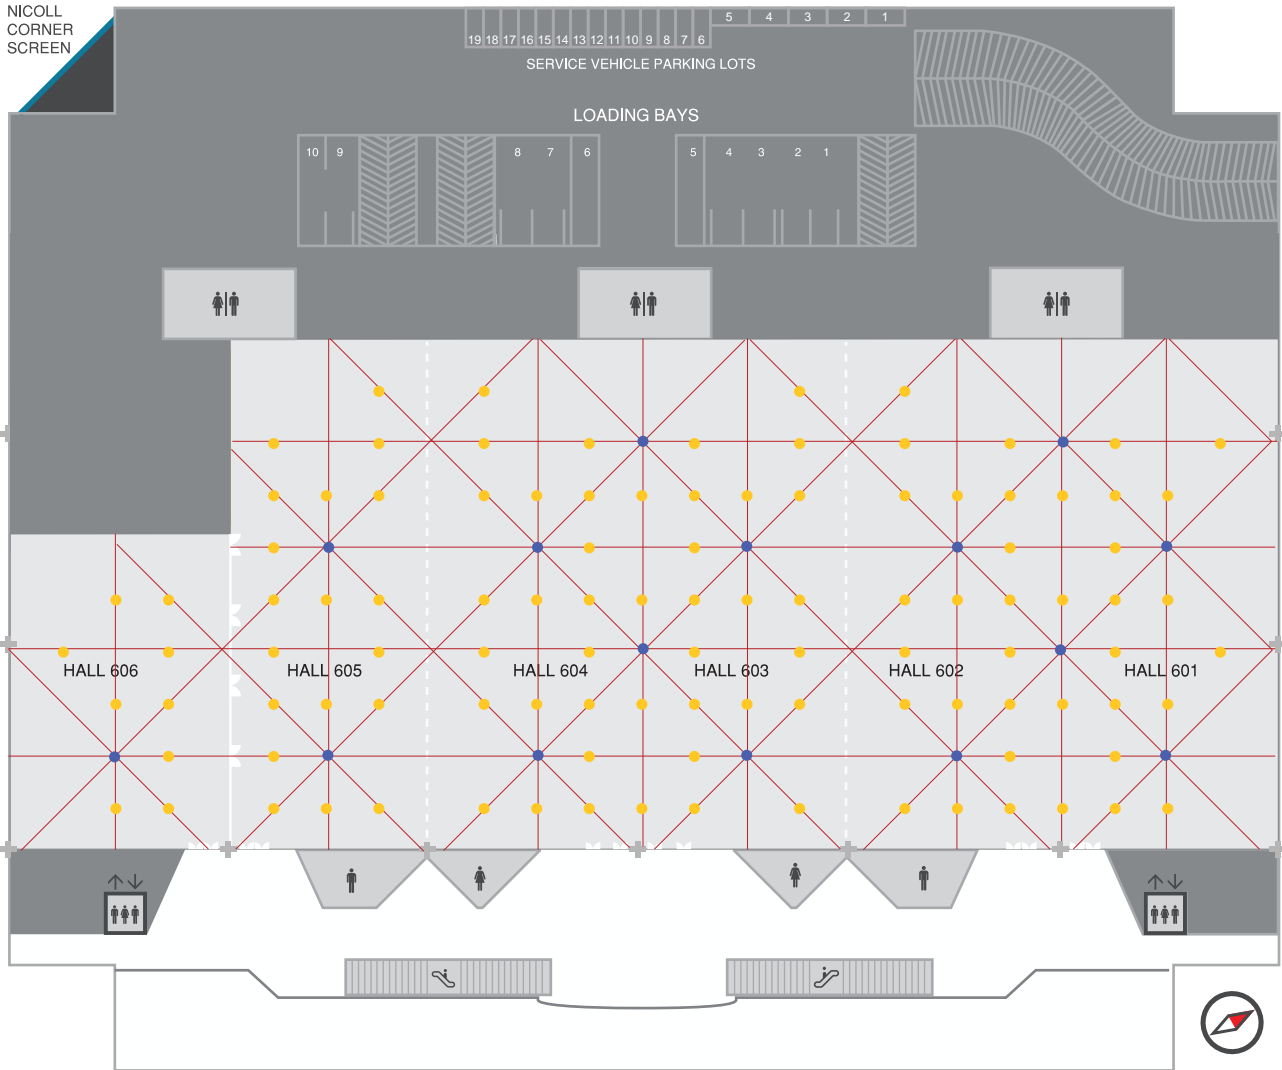 NICOLL
CORNER
SCREEN
5 4 3 2 1
19 18 17 16 15 14 13 12 11 10 9 8 7 6
SERVICE VEHICLE PARKING LOTS
LOADING BAYS
10 9 8 7 6 5 4 3 2 1
HALL 606 HALL 605 HALL 604 HALL 603 HALL 602 HALL 601